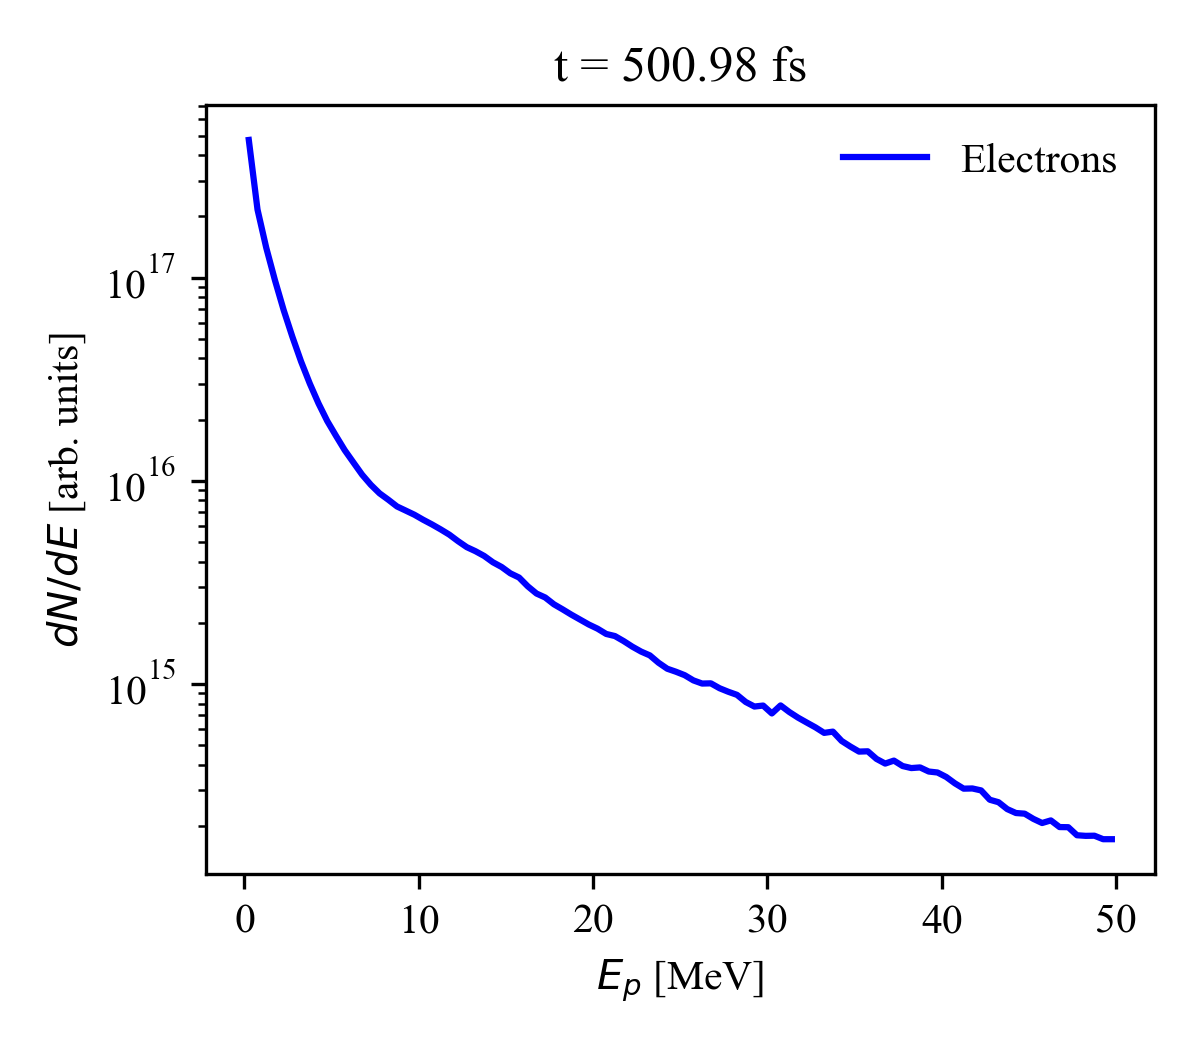 t = 500.98 fs
Electrons
10^17
10^16
10^15
dN/dE [arb. units]
0 10 20 30 40 50
E_p [MeV]